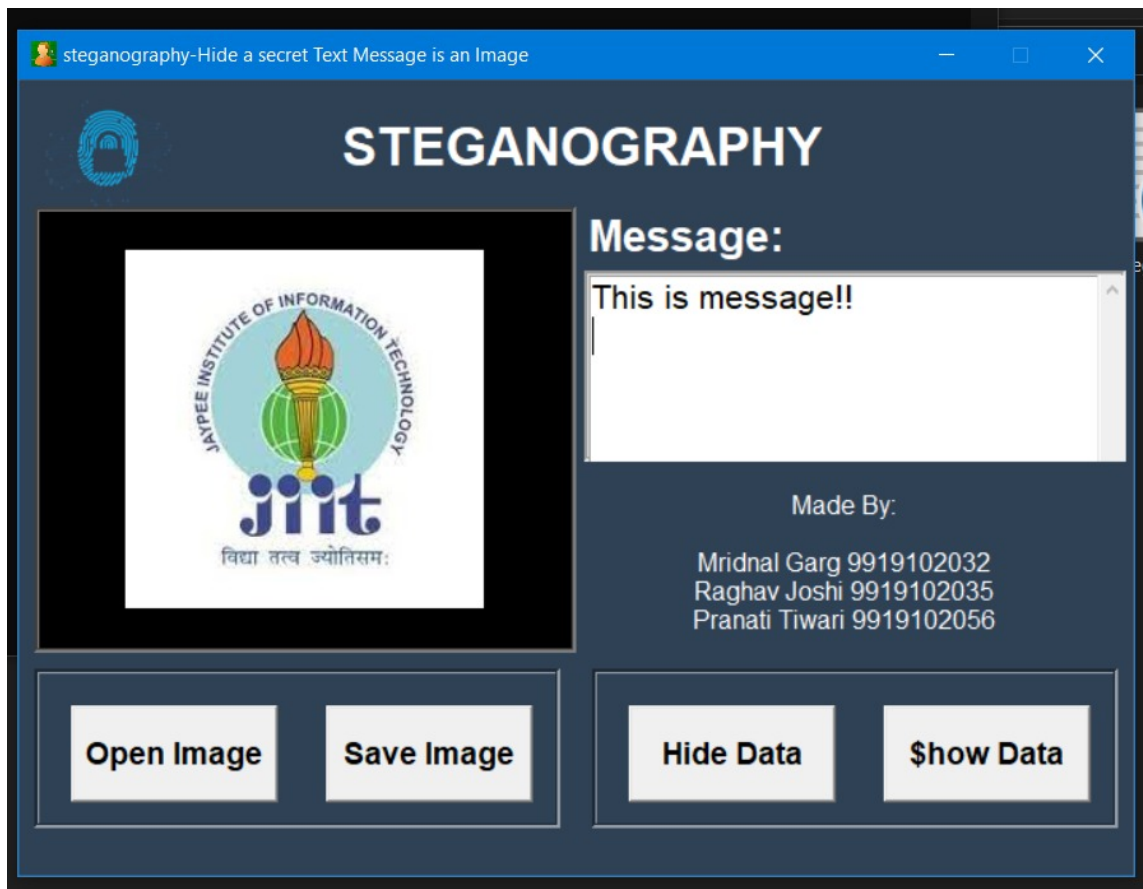 steganography-Hide a secret Text Message is an Image
STEGANOGRAPHY
JAYPEE INSTITUTE OF INFORMATION TECHNOLOGY
jiit
विद्या तत्व ज्योतिसम:
Message:
This is message!!
Made By:
Mridnal Garg 9919102032
Raghav Joshi 9919102035
Pranati Tiwari 9919102056
Open Image
Save Image
Hide Data
$how Data